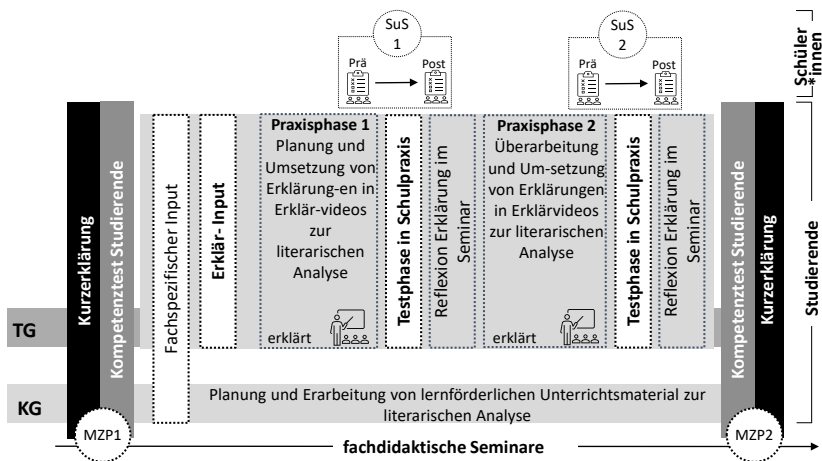 SuS
1
Prä
Post
SuS
2
Prä
Post
Schüler
*innen
Kurzerklärung
Kompetenztest Studierende
Fachspezifischer Input
Erklär- Input
Praxisphase 1
Planung und
Umsetzung von
Erklärung-en in
Erklär-videos
zur
literarischen
Analyse
erklärt
Testphase in Schulpraxis
Reflexion Erklärung im
Seminar
Praxisphase 2
Überarbeitung
und Um-setzung
von Erklärungen
in Erklärvideos
zur literarischen
Analyse
erklärt
Testphase in Schulpraxis
Reflexion Erklärung im
Seminar
Kompetenztest Studierende
Kurzerklärung
Studierende
TG
KG
Planung und Erarbeitung von lernförderlichen Unterrichtsmaterial zur
literarischen Analyse
MZP1
fachdidaktische Seminare
MZP2